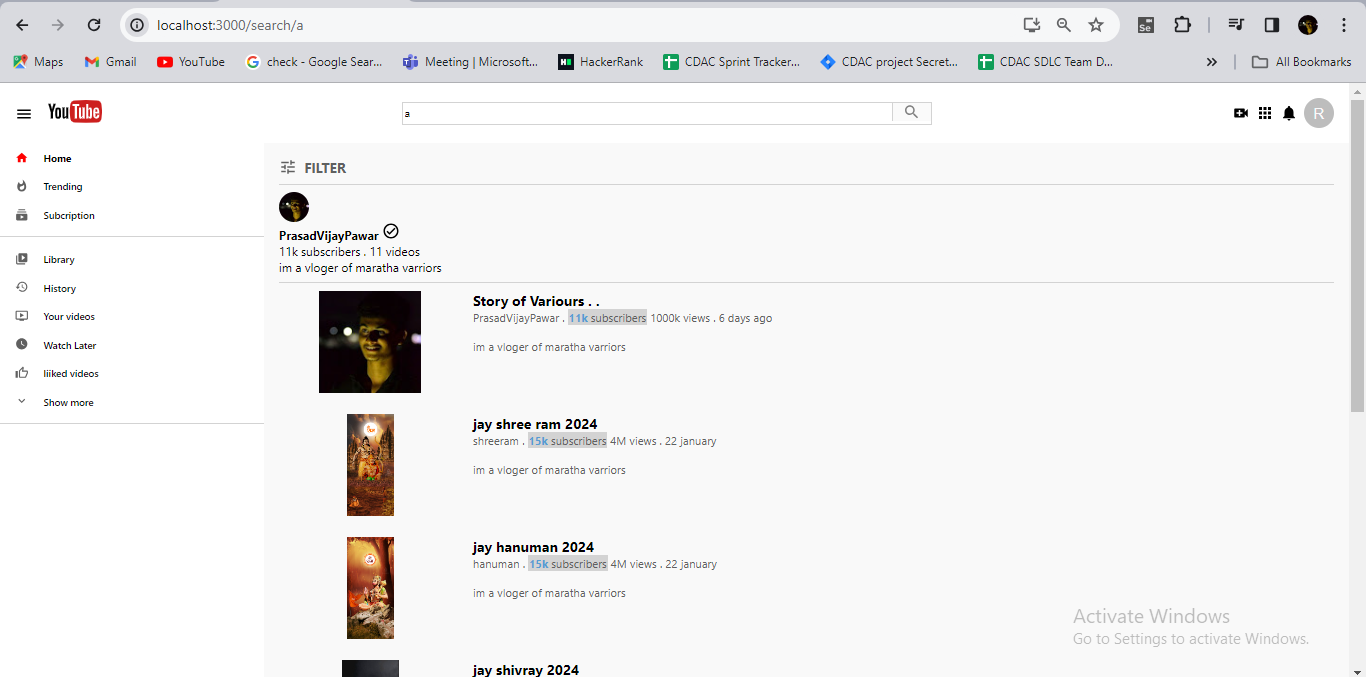 localhost:3000/search/a
Se
Maps Gmail YouTube check - Google Sear... Meeting | Microsoft... HackerRank CDAC Sprint Tracker... CDAC project Secret... CDAC SDLC Team D... » All Bookmarks
YouTube a R
Home
Trending
Subcription
Library
History
Your videos
Watch Later
liiked videos
Show more
FILTER
PrasadVijayPawar
11k subscribers . 11 videos
im a vloger of maratha varriors
Story of Variours . .
PrasadVijayPawar . 11k subscribers 1000k views . 6 days ago
im a vloger of maratha varriors
jay shree ram 2024
shreeram . 15k subscribers 4M views . 22 january
im a vloger of maratha varriors
jay hanuman 2024
hanuman . 15k subscribers 4M views . 22 january
im a vloger of maratha varriors
jay shivray 2024
Activate Windows
Go to Settings to activate Windows.